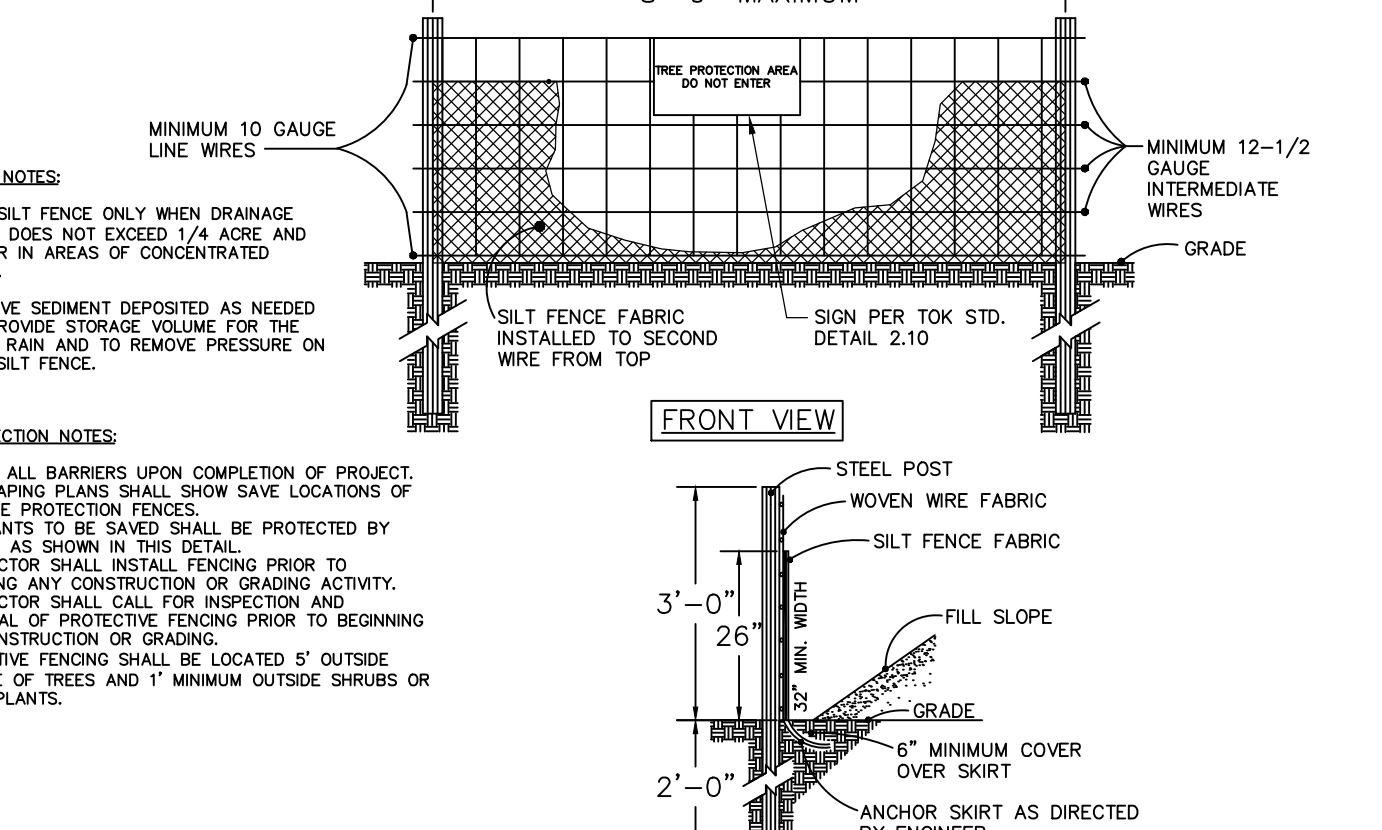 MAXIMUM
TREE PROTECTION AREA
DO NOT ENTER
MINIMUM 10 GAUGE
LINE WIRES
MINIMUM 12-1/2
GAUGE
INTERMEDIATE
WIRES
GRADE
SILT FENCE FABRIC
INSTALLED TO SECOND
WIRE FROM TOP
SIGN PER TOK STD.
DETAIL 2.10
FRONT VIEW
NOTES:
SILT FENCE ONLY WHEN DRAINAGE
DOES NOT EXCEED 1/4 ACRE AND
R IN AREAS OF CONCENTRATED
.
VE SEDIMENT DEPOSITED AS NEEDED
ROVIDE STORAGE VOLUME FOR THE
RAIN AND TO REMOVE PRESSURE ON
SILT FENCE.
ECTION NOTES:
ALL BARRIERS UPON COMPLETION OF PROJECT.
APING PLANS SHALL SHOW SAVE LOCATIONS OF
E PROTECTION FENCES.
ANTS TO BE SAVED SHALL BE PROTECTED BY
AS SHOWN IN THIS DETAIL.
CTOR SHALL INSTALL FENCING PRIOR TO
NG ANY CONSTRUCTION OR GRADING ACTIVITY.
CTOR SHALL CALL FOR INSPECTION AND
AL OF PROTECTIVE FENCING PRIOR TO BEGINNING
NSTRUCTION OR GRADING.
TIVE FENCING SHALL BE LOCATED 5' OUTSIDE
E OF TREES AND 1' MINIMUM OUTSIDE SHRUBS OR
PLANTS.
STEEL POST
WOVEN WIRE FABRIC
SILT FENCE FABRIC
3'-0"
26"
32" MIN. WIDTH
FILL SLOPE
GRADE
6" MINIMUM COVER
OVER SKIRT
2'-0"
ANCHOR SKIRT AS DIRECTED
BY ENGINEER